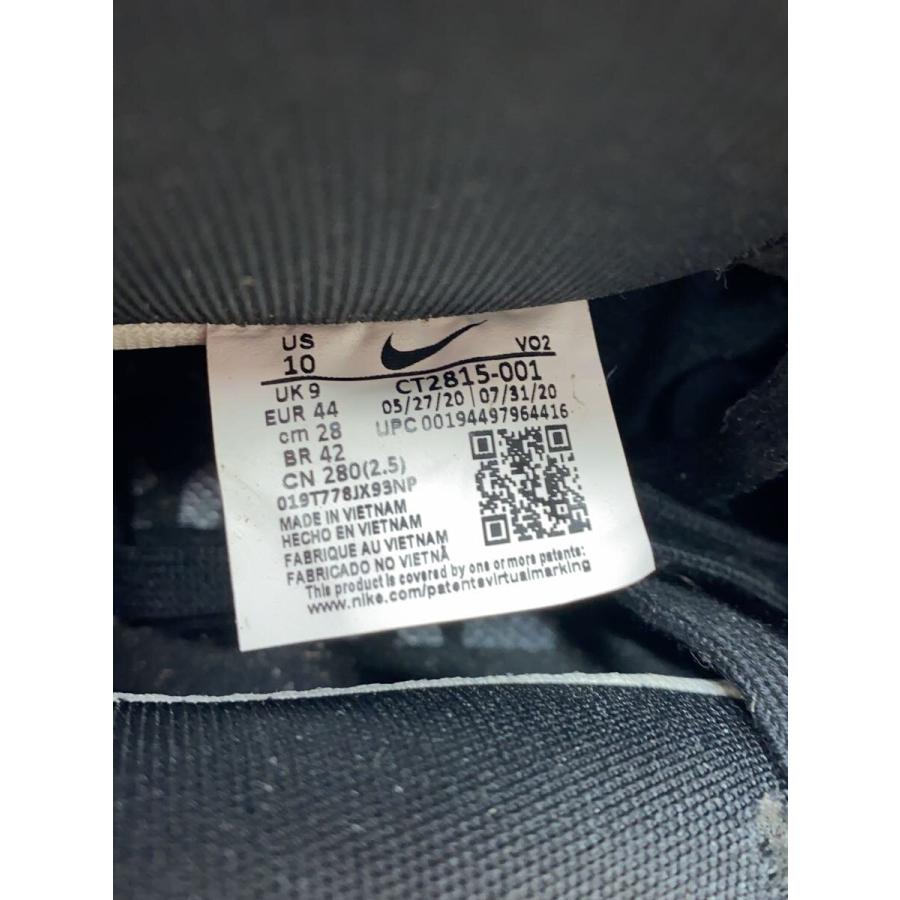 US
10
VO2
UK 9
CT2815-001
EUR 44
05/27/20 07/31/20
cm 28
UPC 00194497964416
BR 42
CN 280(2.5)
019T778JX93NP
MADE IN VIETNAM
HECHO EN VIETNAM
FABRIQUE AU VIETNAM
FABRICADO NO VIETNÃ
This product is covered by one or more patents:
www.nike.com/patentsvirtualmarking